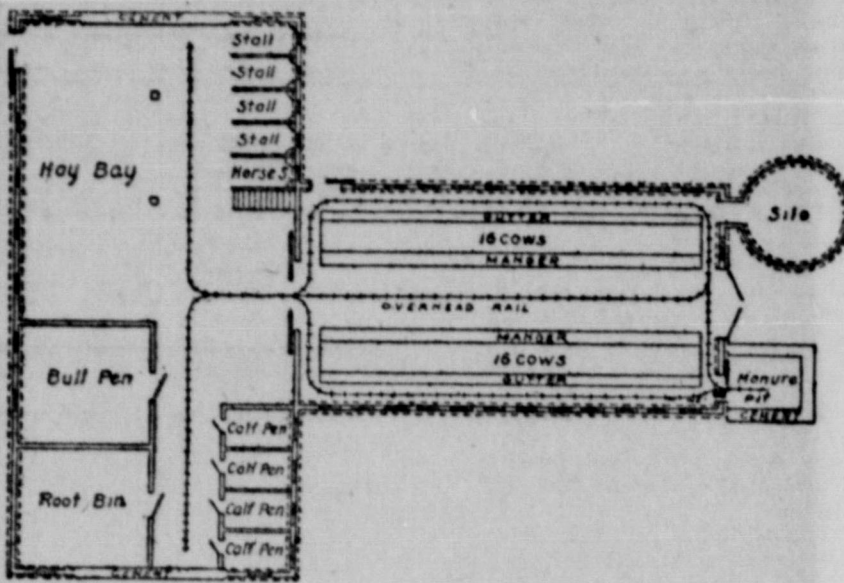 CEMENT
Stall
Stall
Stall
Stall
Horse S
Hay Bay
Silo
GUTTER
16 COWS
MANGER
OVERHEAD RAIL
MANGER
16 COWS
GUTTER
Bull Pen
Manure
Pit
CEMENT
Calf Pen
Calf Pen
Root Bin
Calf Pen
Calf Pen
CEMENT